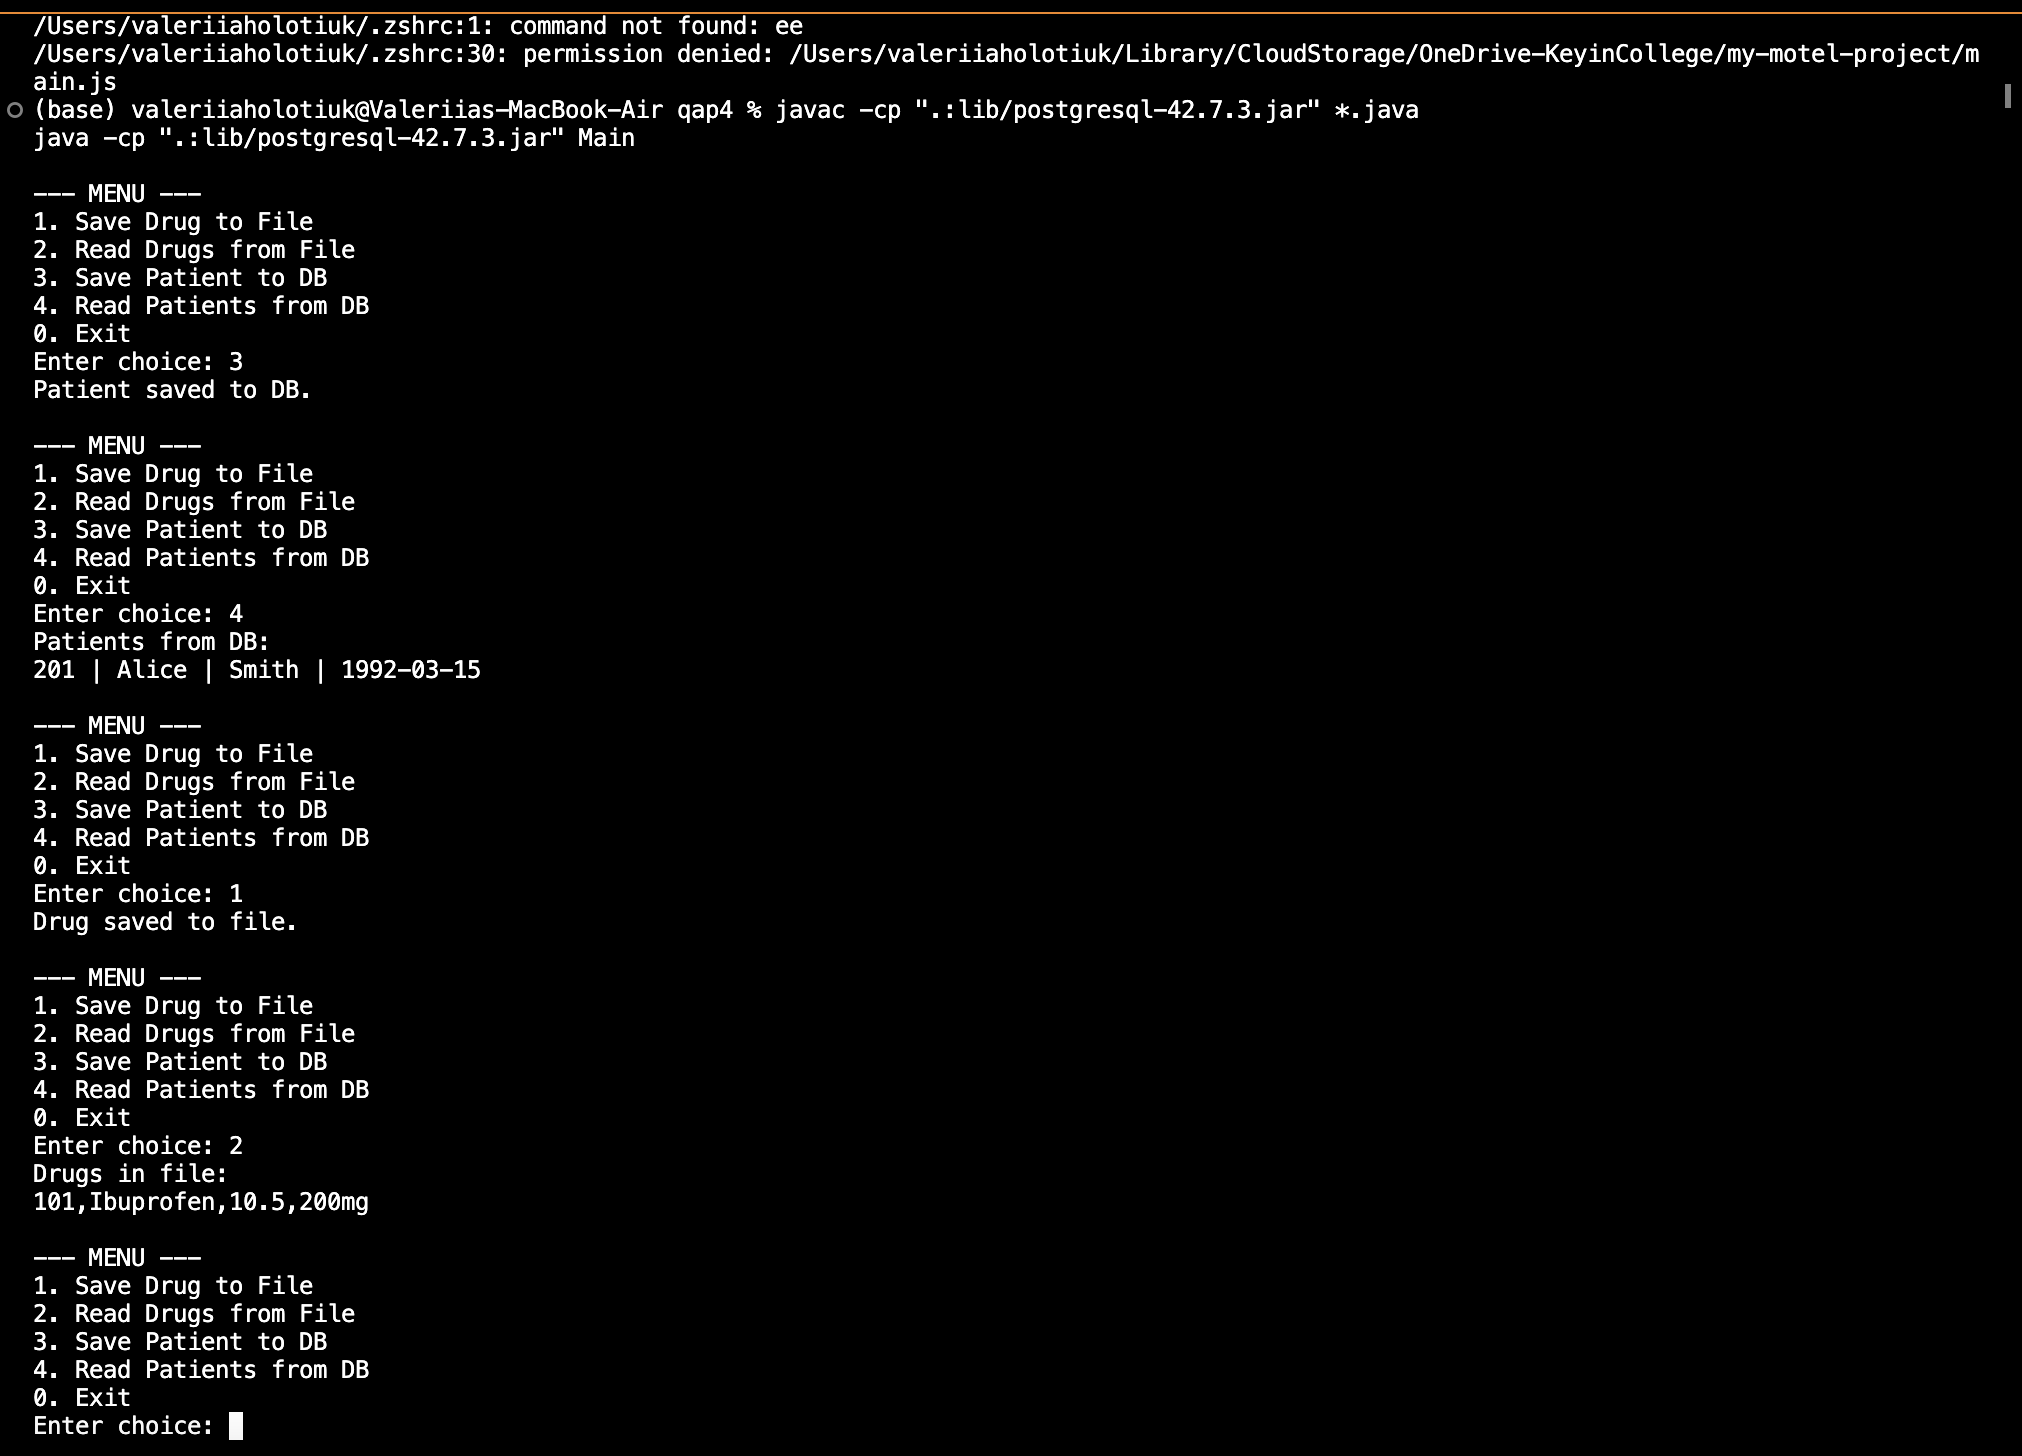 /Users/valeriiaholotiuk/.zshrc:1: command not found: ee
/Users/valeriiaholotiuk/.zshrc:30: permission denied: /Users/valeriiaholotiuk/Library/CloudStorage/OneDrive-KeyinCollege/my-motel-project/m
ain.js
(base) valeriiaholotiuk@Valeriias-MacBook-Air qap4 % javac -cp ".:lib/postgresql-42.7.3.jar" *.java
java -cp ".:lib/postgresql-42.7.3.jar" Main
--- MENU ---
1. Save Drug to File
2. Read Drugs from File
3. Save Patient to DB
4. Read Patients from DB
0. Exit
Enter choice: 3
Patient saved to DB.
--- MENU ---
1. Save Drug to File
2. Read Drugs from File
3. Save Patient to DB
4. Read Patients from DB
0. Exit
Enter choice: 4
Patients from DB:
201 | Alice | Smith | 1992-03-15
--- MENU ---
1. Save Drug to File
2. Read Drugs from File
3. Save Patient to DB
4. Read Patients from DB
0. Exit
Enter choice: 1
Drug saved to file.
--- MENU ---
1. Save Drug to File
2. Read Drugs from File
3. Save Patient to DB
4. Read Patients from DB
0. Exit
Enter choice: 2
Drugs in file:
101,Ibuprofen,10.5,200mg
--- MENU ---
1. Save Drug to File
2. Read Drugs from File
3. Save Patient to DB
4. Read Patients from DB
0. Exit
Enter choice: